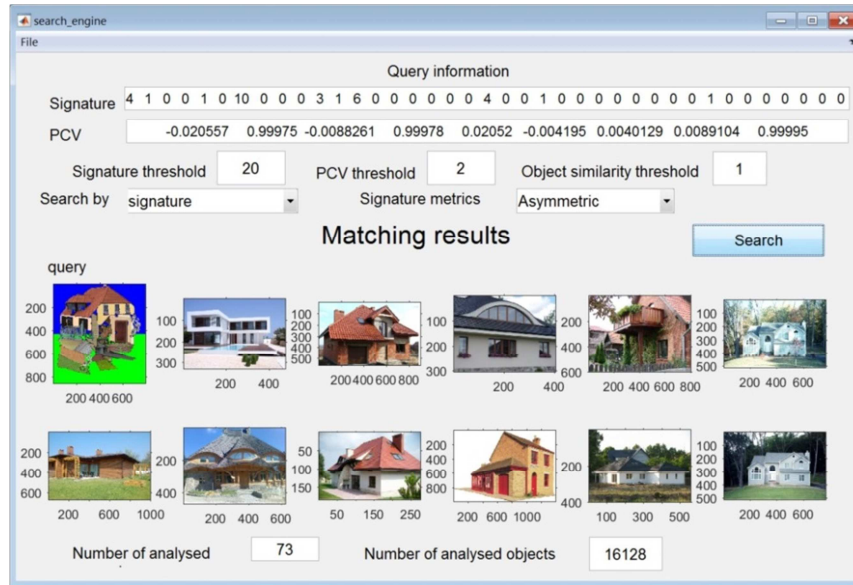 search_engine
File
Query information
Signature 4 1 0 0 1 0 10 0 0 0 3 1 6 0 0 0 0 0 0 4 0 0 1 0 0 0 0 0 0 0 0 1 0 0 0 0 0 0
PCV -0.020557 0.99975 -0.0088261 0.99978 0.02052 -0.004195 0.0040129 0.0089104 0.99995
Signature threshold 20 PCV threshold 2 Object similarity threshold 1
Search by signature Signature metrics Asymmetric
Matching results Search
query
200 400 600 800 200 400 600
100 200 300 200 400
100 200 300 400 500 200 400 600 800
100 200 300 200 400
200 400 600 200 400 600 800
100 200 300 400 500 200 400 600
200 400 600 200 600 1000
200 400 200 400 600
50 100 150 50 150 250
200 400 600 800 200 600 1000
200 400 100 300 500
100 200 300 400 500 200 400 600
Number of analysed 73 Number of analysed objects 16128